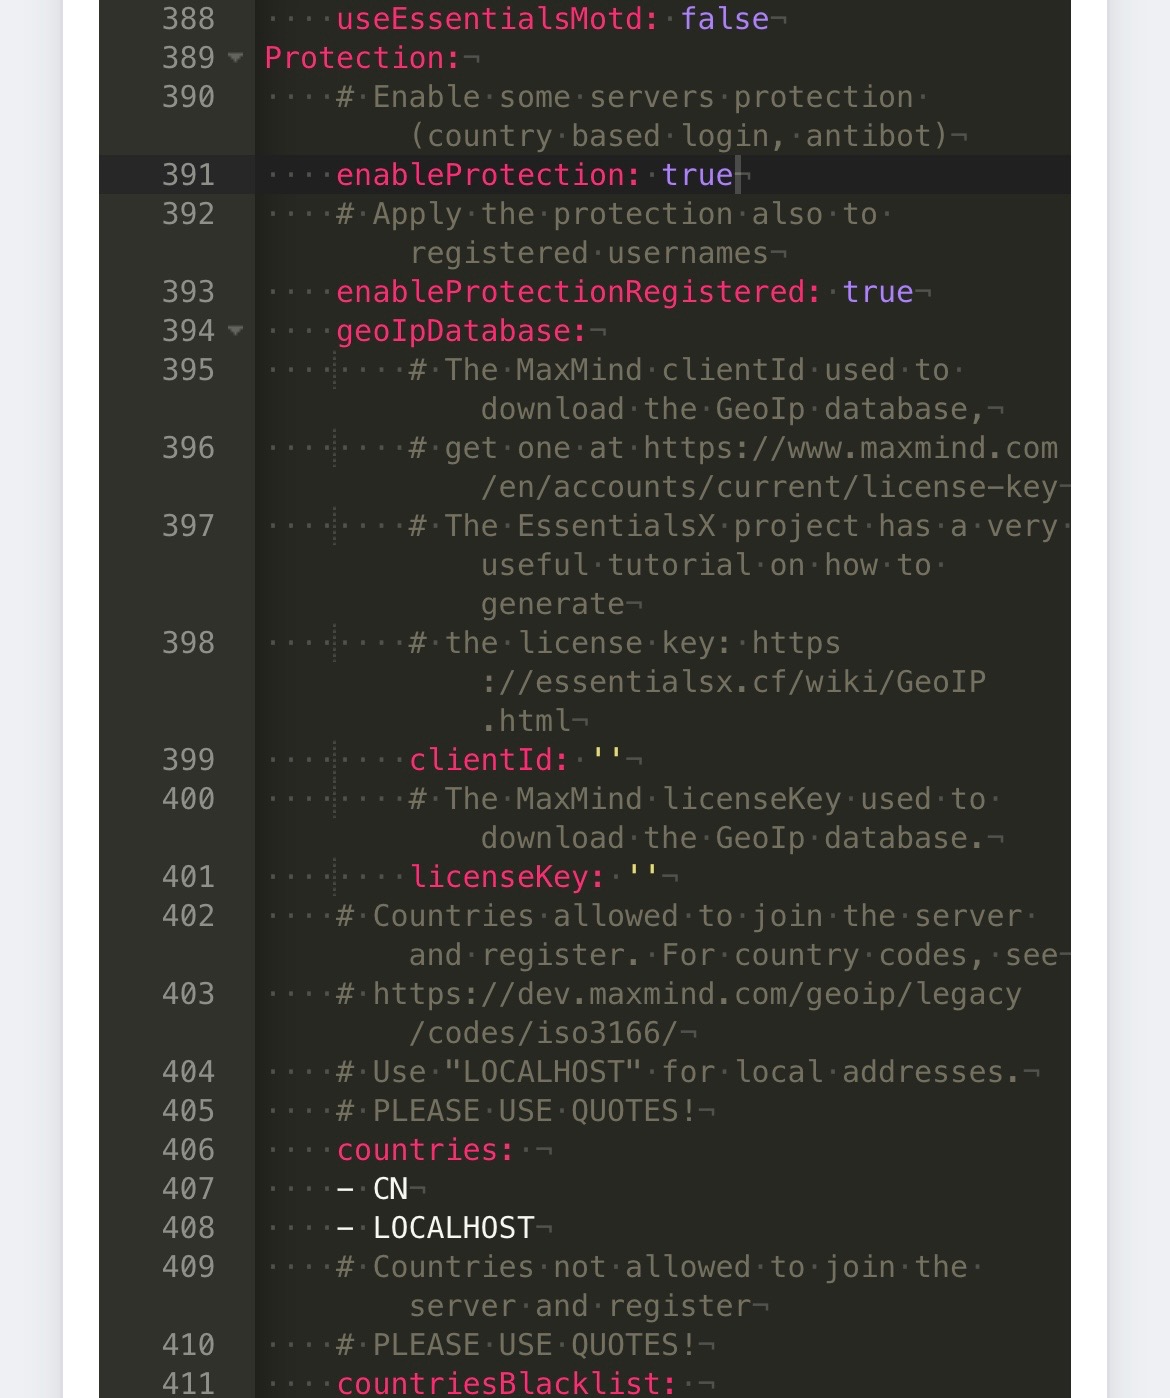 388 useEssentialsMotd: false
389 Protection:
390 # Enable some servers protection
(country based login, antibot)
391 enableProtection: true
392 # Apply the protection also to
registered usernames
393 enableProtectionRegistered: true
394 geoIpDatabase:
395 # The MaxMind clientId used to
download the GeoIp database,
396 # get one at https://www.maxmind.com
/en/accounts/current/license-key
397 # The EssentialsX project has a very
useful tutorial on how to
generate
398 # the license key: https
://essentialsx.cf/wiki/GeoIP
.html
399 clientId: ''
400 # The MaxMind licenseKey used to
download the GeoIp database.
401 licenseKey: ''
402 # Countries allowed to join the server
and register. For country codes, see
403 # https://dev.maxmind.com/geoip/legacy
/codes/iso3166/
404 # Use "LOCALHOST" for local addresses.
405 # PLEASE USE QUOTES!
406 countries:
407 - CN
408 - LOCALHOST
409 # Countries not allowed to join the
server and register
410 # PLEASE USE QUOTES!
411 countriesBlacklist: